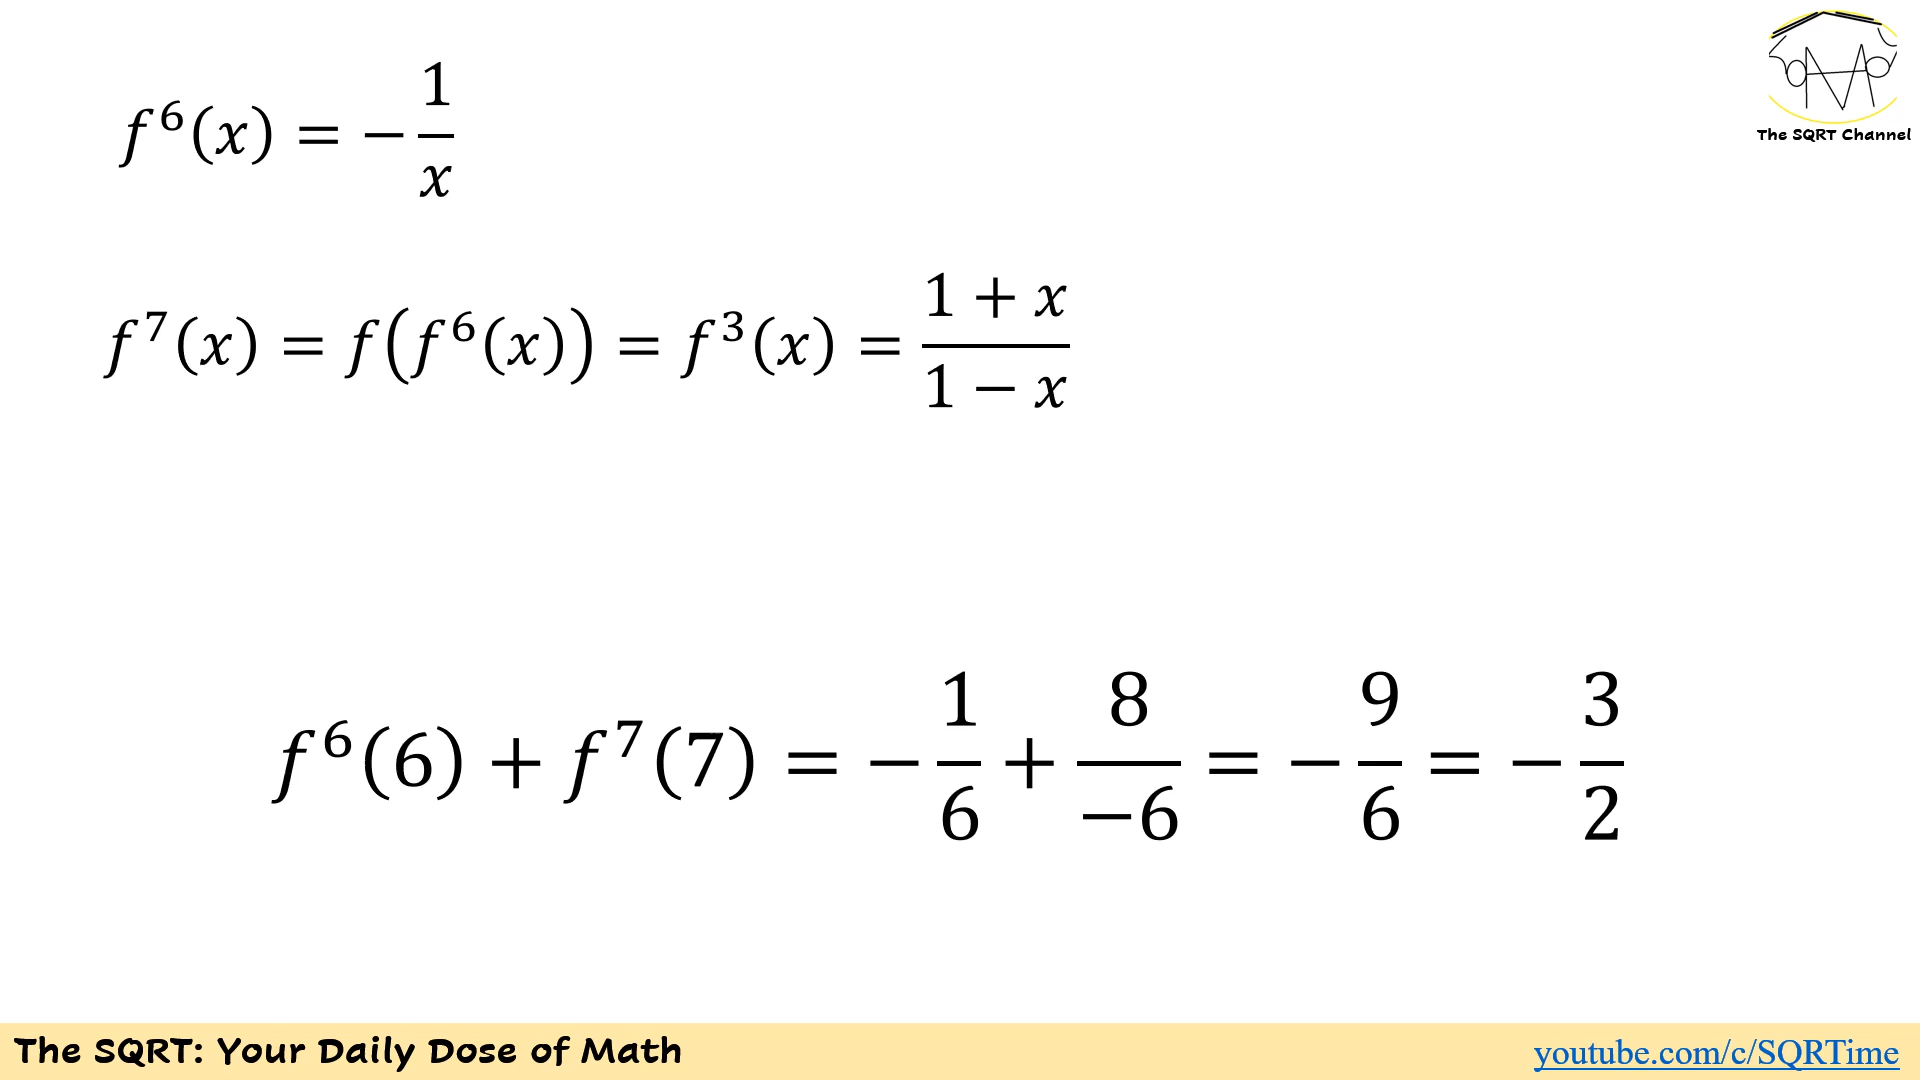 The SQRT Channel
f⁶(x) = −1/x
f⁷(x) = f(f⁶(x)) = f³(x) = (1 + x)/(1 − x)
f⁶(6) + f⁷(7) = −1/6 + 8/−6 = −9/6 = −3/2
The SQRT: Your Daily Dose of Math
youtube.com/c/SQRTime